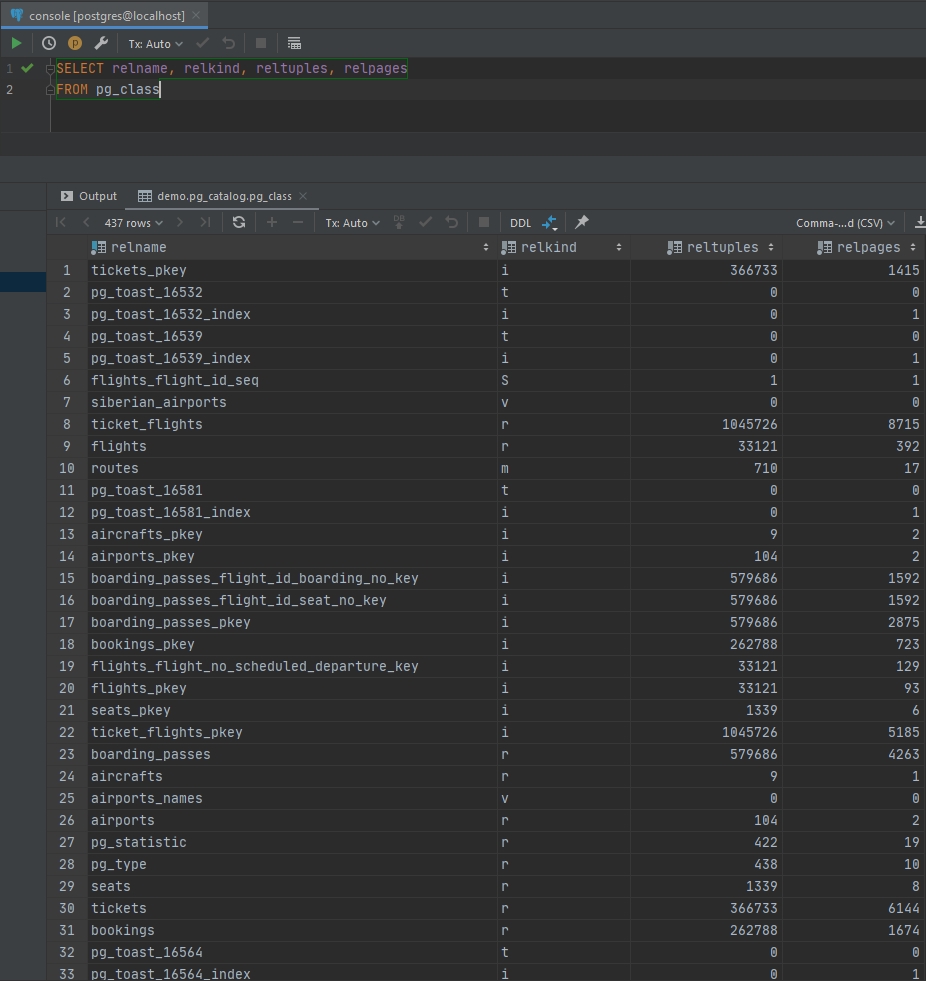 console [postgres@localhost]
Tx: Auto
1 SELECT relname, relkind, reltuples, relpages
2 FROM pg_class
Output demo.pg_catalog.pg_class
437 rows Tx: Auto DB DDL Comma-...d (CSV)
relname relkind reltuples relpages
1 tickets_pkey i 366733 1415
2 pg_toast_16532 t 0 0
3 pg_toast_16532_index i 0 1
4 pg_toast_16539 t 0 0
5 pg_toast_16539_index i 0 1
6 flights_flight_id_seq S 1 1
7 siberian_airports v 0 0
8 ticket_flights r 1045726 8715
9 flights r 33121 392
10 routes m 710 17
11 pg_toast_16581 t 0 0
12 pg_toast_16581_index i 0 1
13 aircrafts_pkey i 9 2
14 airports_pkey i 104 2
15 boarding_passes_flight_id_boarding_no_key i 579686 1592
16 boarding_passes_flight_id_seat_no_key i 579686 1592
17 boarding_passes_pkey i 579686 2875
18 bookings_pkey i 262788 723
19 flights_flight_no_scheduled_departure_key i 33121 129
20 flights_pkey i 33121 93
21 seats_pkey i 1339 6
22 ticket_flights_pkey i 1045726 5185
23 boarding_passes r 579686 4263
24 aircrafts r 9 1
25 airports_names v 0 0
26 airports r 104 2
27 pg_statistic r 422 19
28 pg_type r 438 10
29 seats r 1339 8
30 tickets r 366733 6144
31 bookings r 262788 1674
32 pg_toast_16564 t 0 0
33 pg_toast_16564_index i 0 1